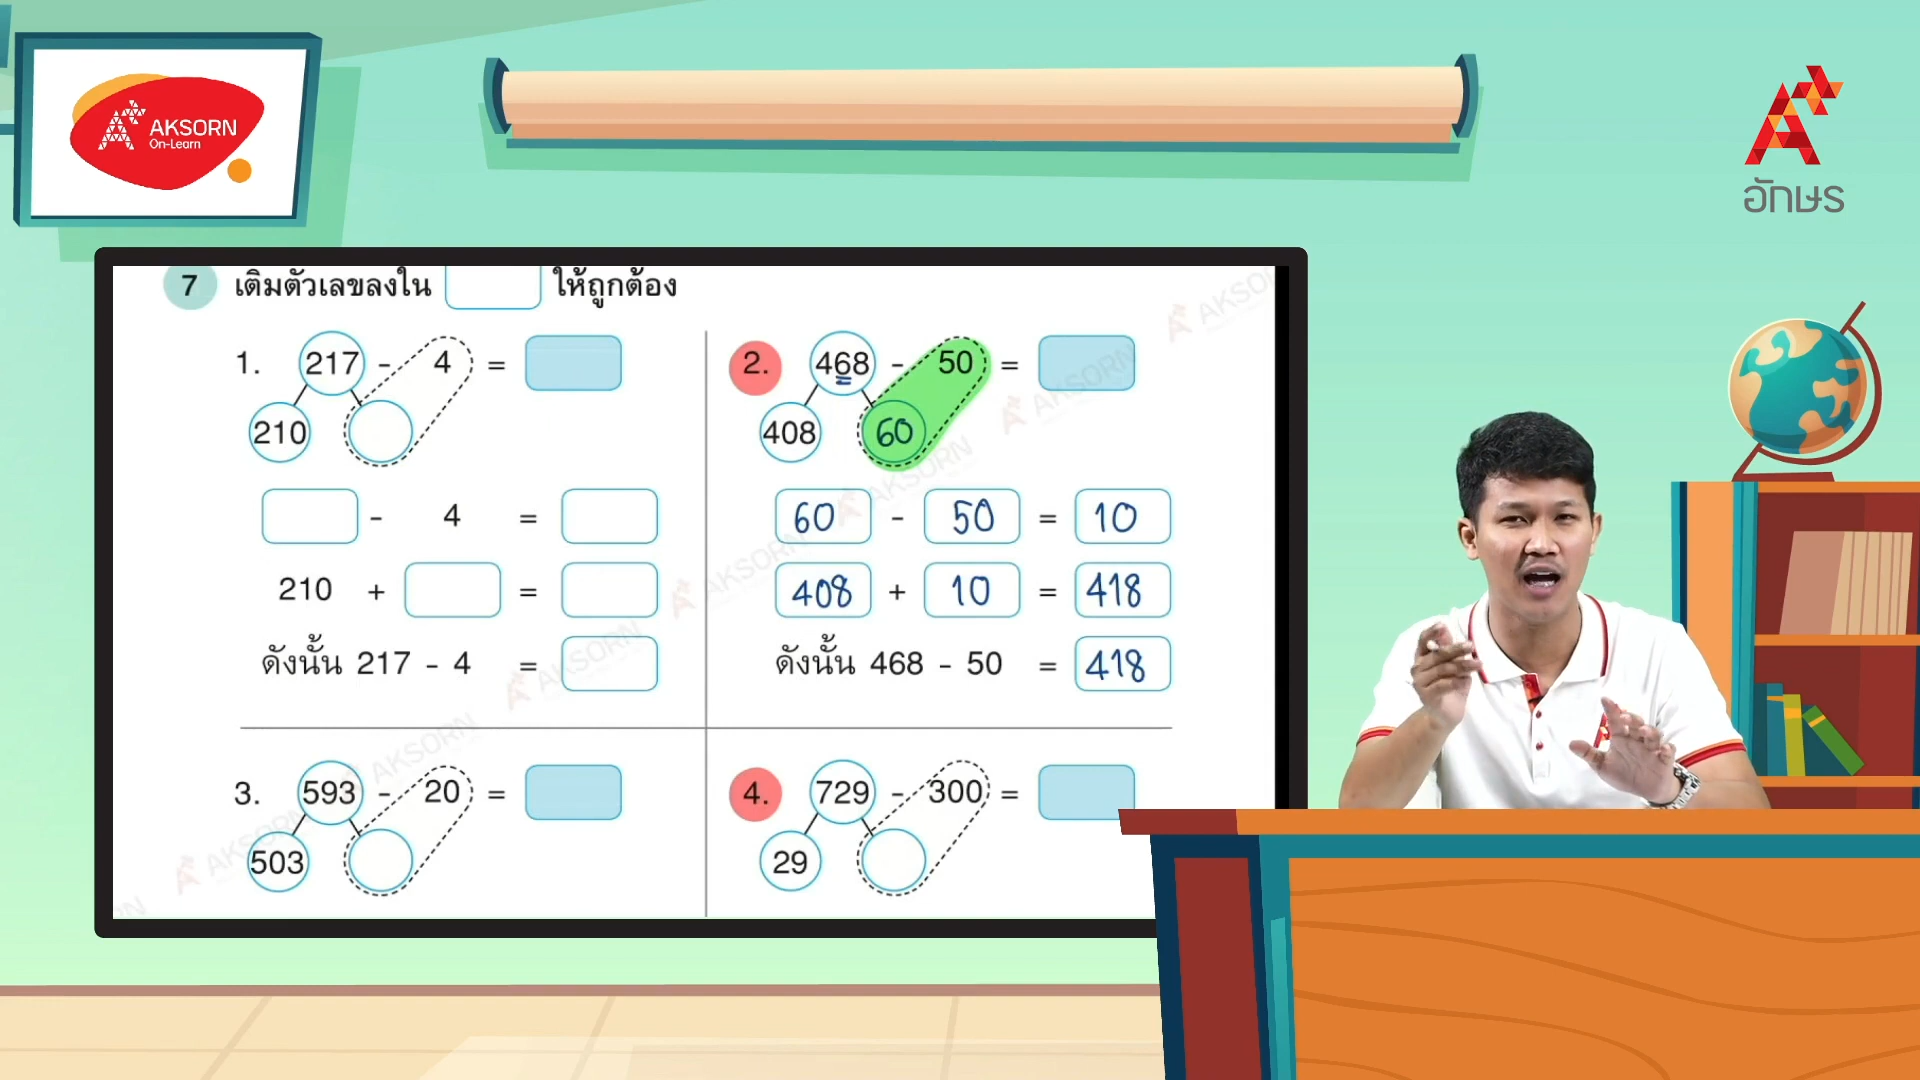 AKSORN
On-Learn
อักษร
7 เติมตัวเลขลงใน ให้ถูกต้อง
1. 217 - 4 =
210
- 4 =
210 + =
ดังนั้น 217 - 4 =
2. 468 - 50 =
408 60
60 - 50 = 10
408 + 10 = 418
ดังนั้น 468 - 50 = 418
3. 593 - 20 =
503
4. 729 - 300 =
29